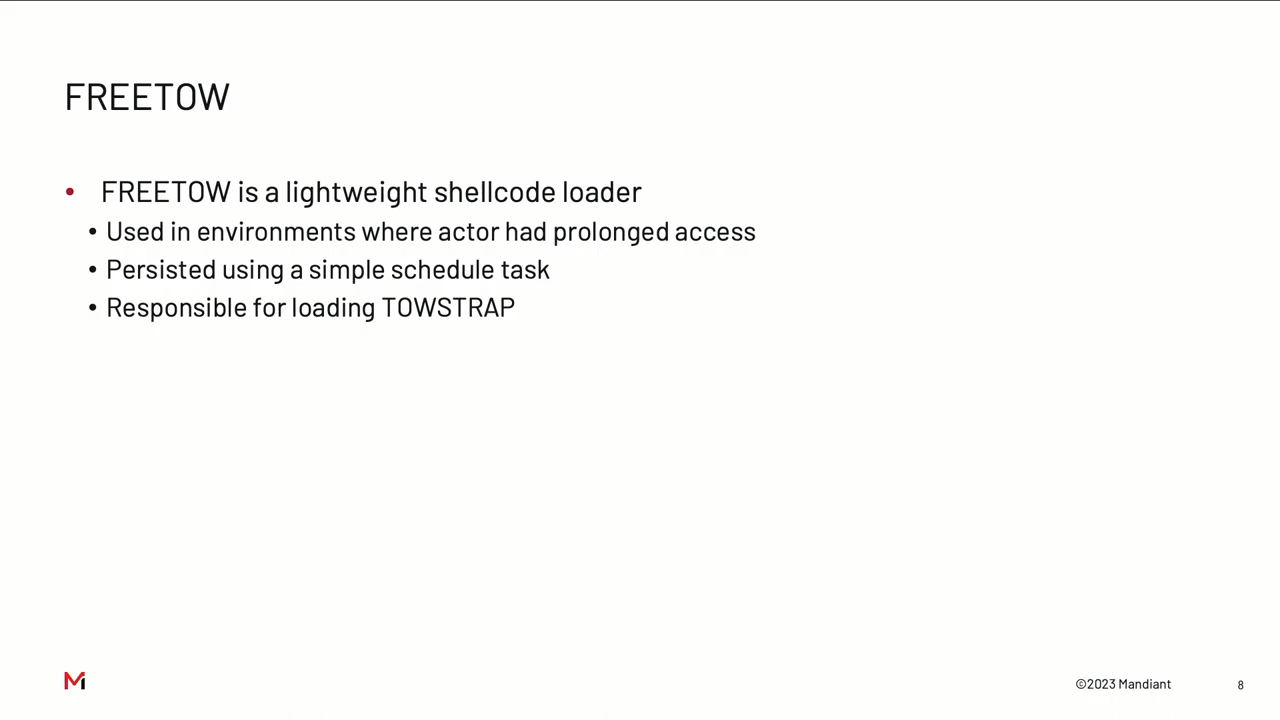 FREETOW
• FREETOW is a lightweight shellcode loader
• Used in environments where actor had prolonged access
• Persisted using a simple schedule task
• Responsible for loading TOWSTRAP
©2023 Mandiant
8